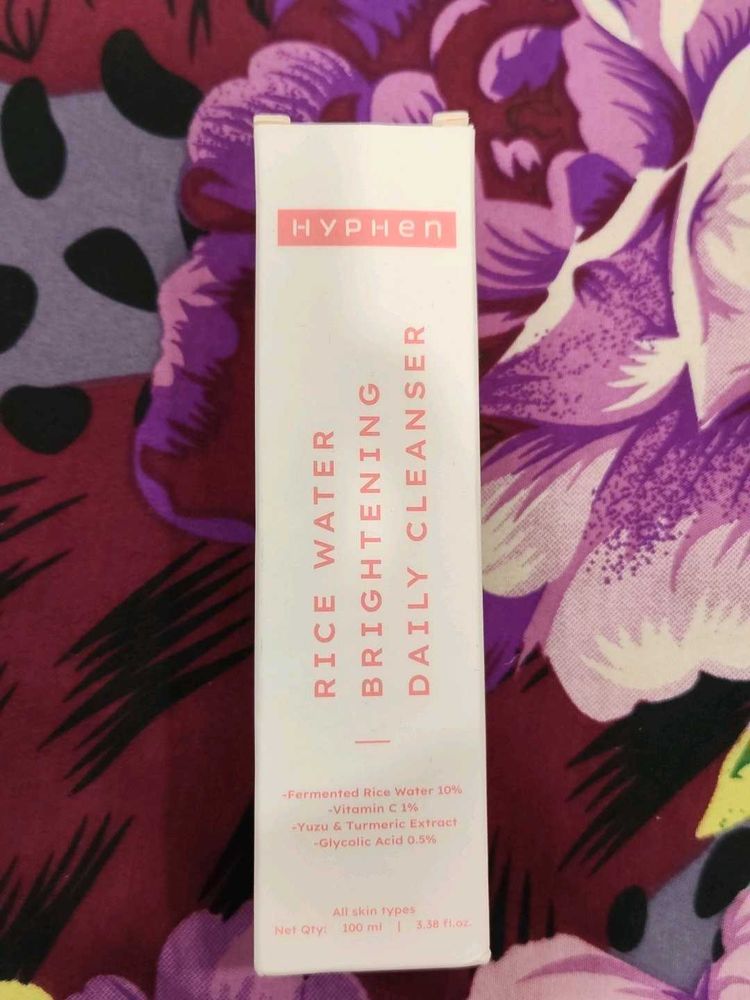 HYPHEN
RICE WATER
BRIGHTENING
DAILY CLEANSER
-Fermented Rice Water 10%
-Vitamin C 1%
-Yuzu & Turmeric Extract
-Glycolic Acid 0.5%
All skin types
Net Qty: 100 ml | 3.38 fl.oz.